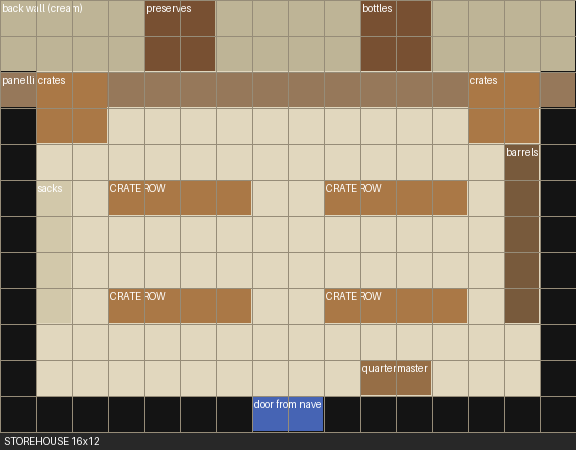 back wall (cream)
preserves
bottles
panelli
crates
crates
barrels
sacks
CRATE ROW
CRATE ROW
CRATE ROW
CRATE ROW
quartermaster
door from nave
STOREHOUSE 16x12